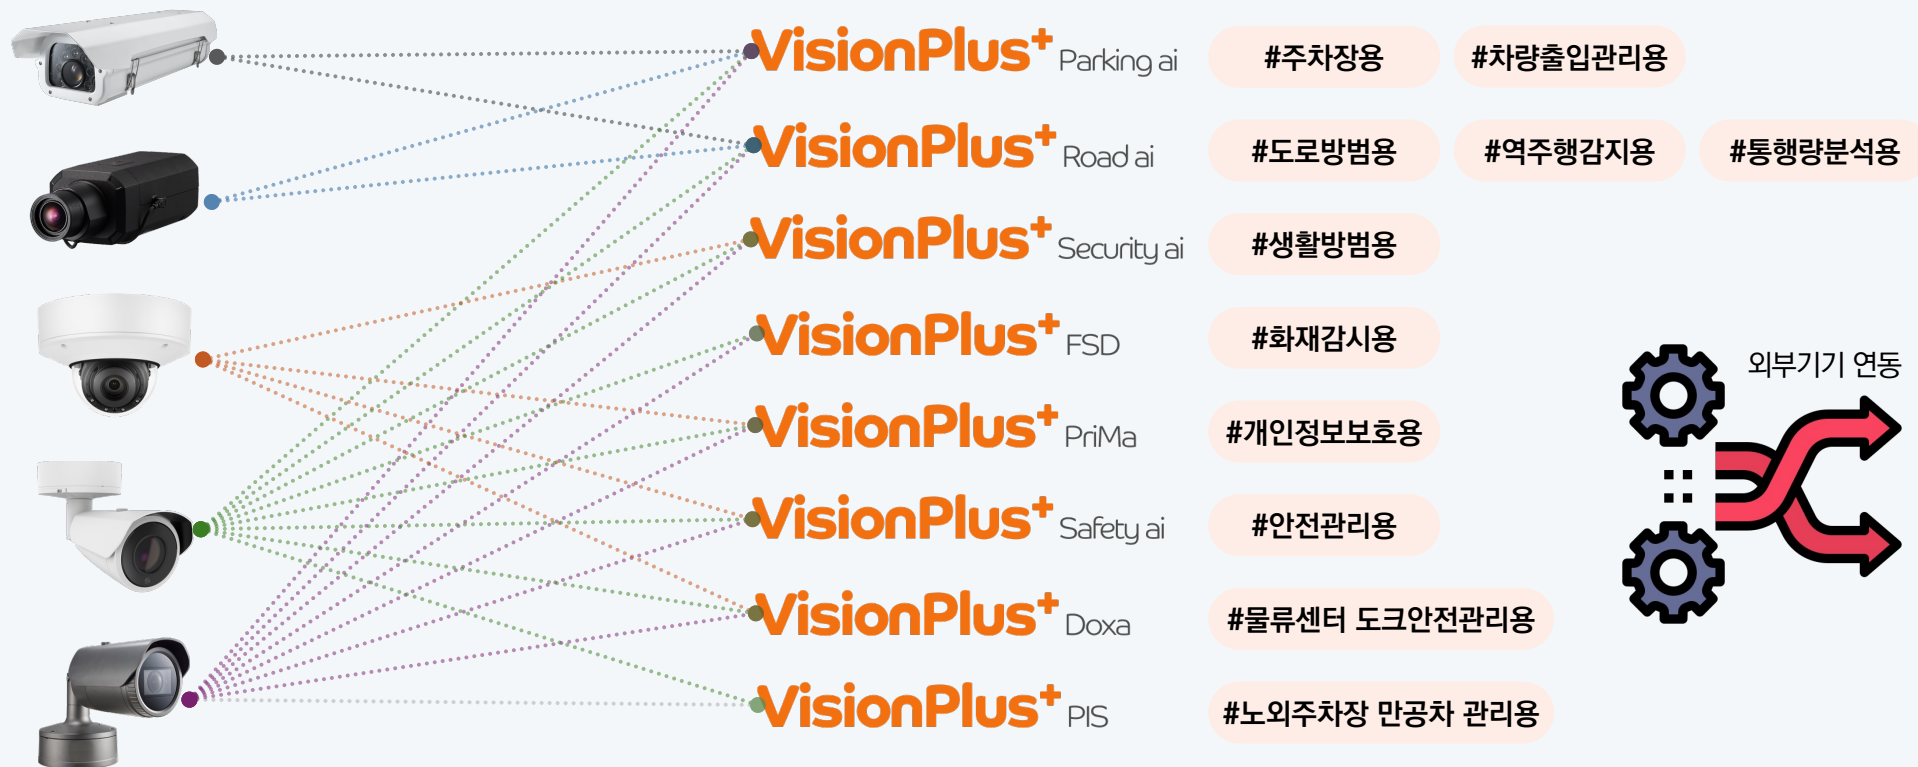 VisionPlus+ Parking ai #주차장용 #차량출입관리용
VisionPlus+ Road ai #도로방범용 #역주행감지용 #통행량분석용
VisionPlus+ Security ai #생활방범용
VisionPlus+ FSD #화재감시용
외부기기 연동
VisionPlus+ PriMa #개인정보보호용
VisionPlus+ Safety ai #안전관리용
VisionPlus+ Doxa #물류센터 도크안전관리용
VisionPlus+ PIS #노외주차장 만공차 관리용